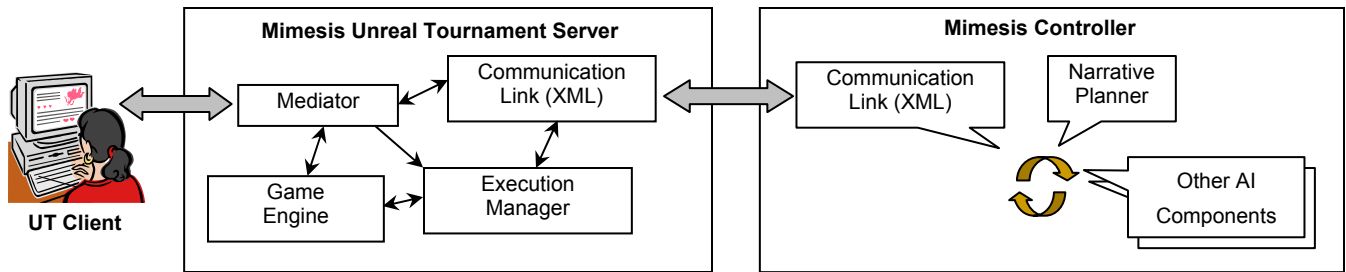 Mimesis Unreal Tournament Server
Mediator
Communication
Link (XML)
Game
Engine
Execution
Manager
UT Client
Mimesis Controller
Communication
Link (XML)
Narrative
Planner
Other AI
Components